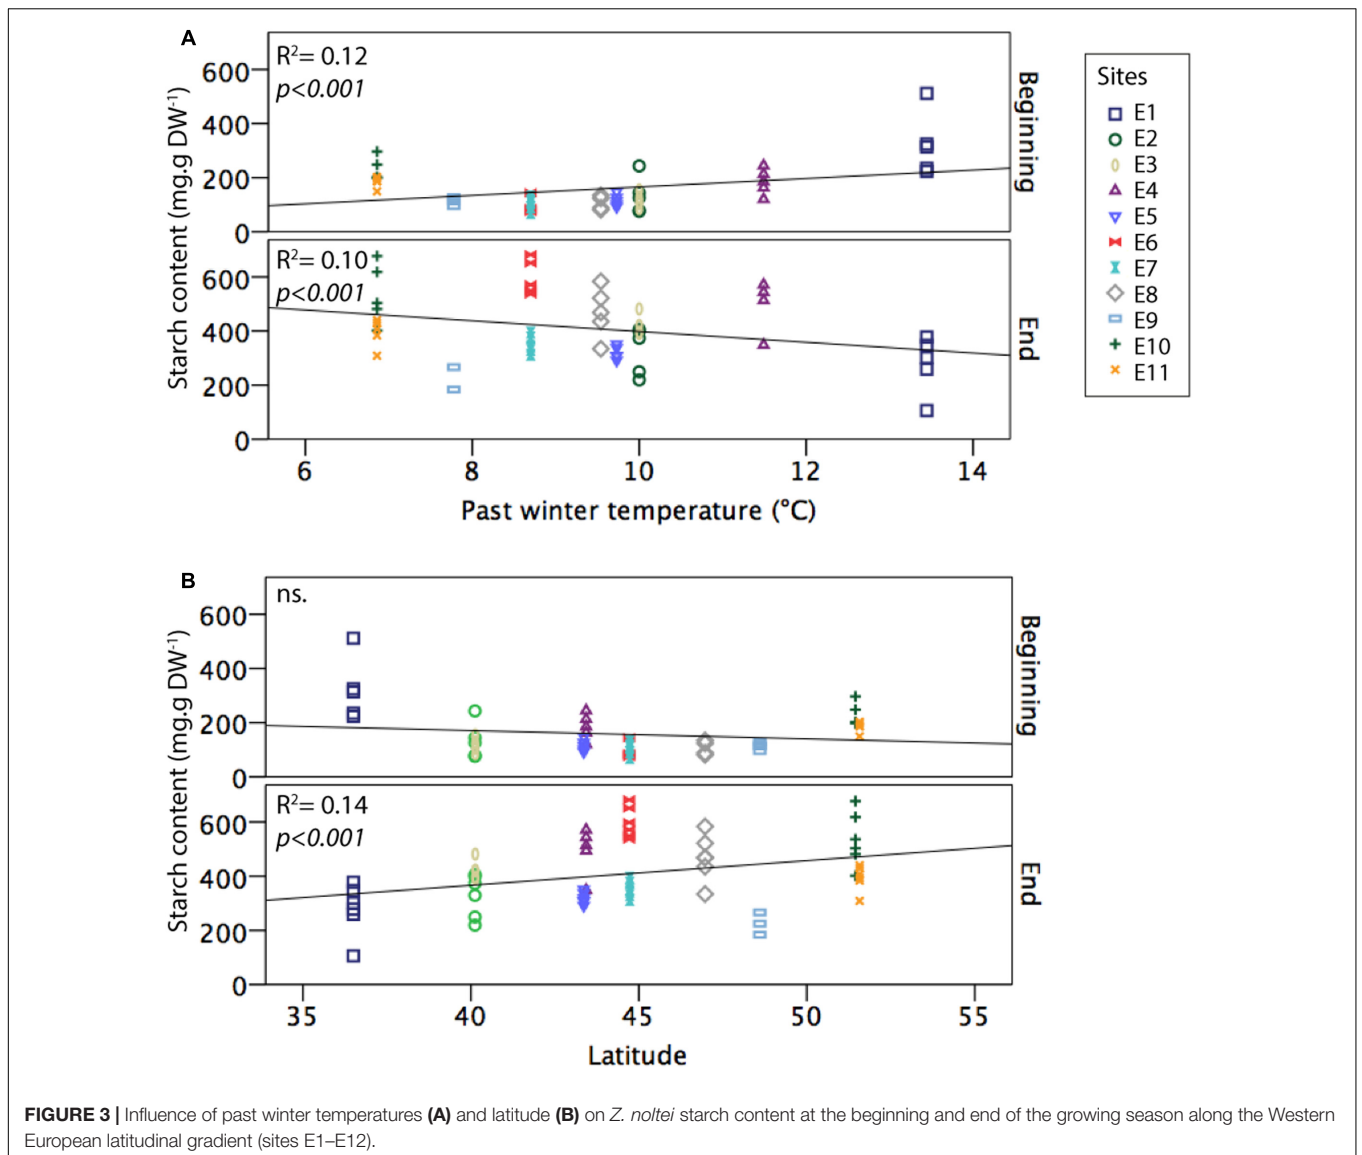 A
R²= 0.12
p<0.001
600
400
200
0
Beginning
R²= 0.10
p<0.001
600
400
200
0
End
Starch content (mg.g DW⁻¹)
6 8 10 12 14
Past winter temperature (°C)
Sites
E1
E2
E3
E4
E5
E6
E7
E8
E9
E10
E11
B
ns.
600
400
200
0
Beginning
R²= 0.14
p<0.001
600
400
200
0
End
Starch content (mg.g DW⁻¹)
35 40 45 50 55
Latitude
FIGURE 3 | Influence of past winter temperatures (A) and latitude (B) on Z. noltei starch content at the beginning and end of the growing season along the Western
European latitudinal gradient (sites E1–E12).